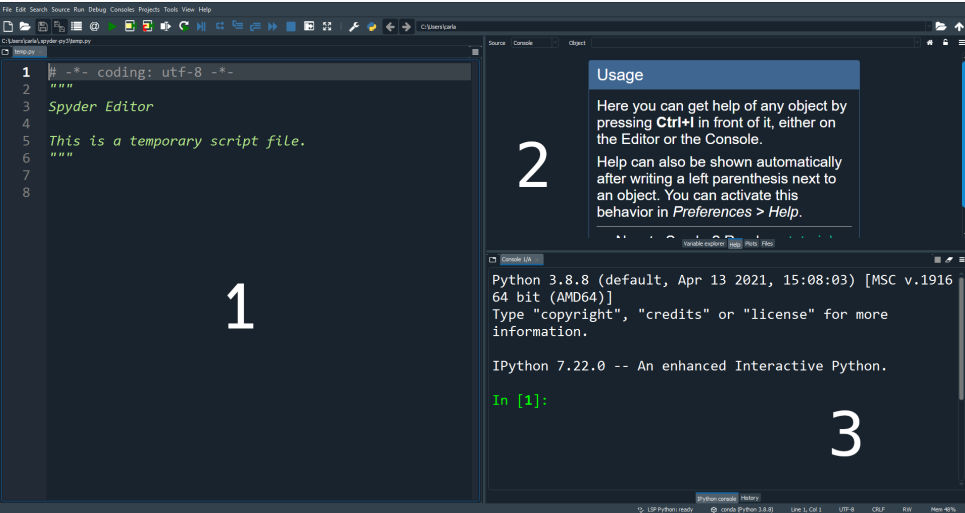 File Edit Search Source Run Debug Consoles Projects Tools View Help
C:\Users\carla
C:\Users\carla\.spyder-py3\temp.py
temp.py
1 # -*- coding: utf-8 -*-
2 """
3 Spyder Editor
4
5 This is a temporary script file.
6 """
7
8
1
Source Console Object
Usage
Here you can get help of any object by
pressing Ctrl+I in front of it, either on
the Editor or the Console.
Help can also be shown automatically
after writing a left parenthesis next to
an object. You can activate this
behavior in Preferences > Help.
2
Variable explorer Help Plots Files
Console 1/A
Python 3.8.8 (default, Apr 13 2021, 15:08:03) [MSC v.1916
64 bit (AMD64)]
Type "copyright", "credits" or "license" for more
information.
IPython 7.22.0 -- An enhanced Interactive Python.
In [1]:
3
IPython console History
LSP Python: ready conda (Python 3.8.8) Line 1, Col 1 UTF-8 CRLF RW Mem 48%